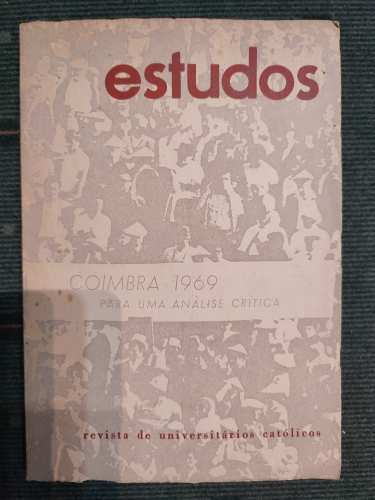 estudos
COIMBRA 1969
PARA UMA ANÁLISE CRÍTICA
revista de universitários católicos